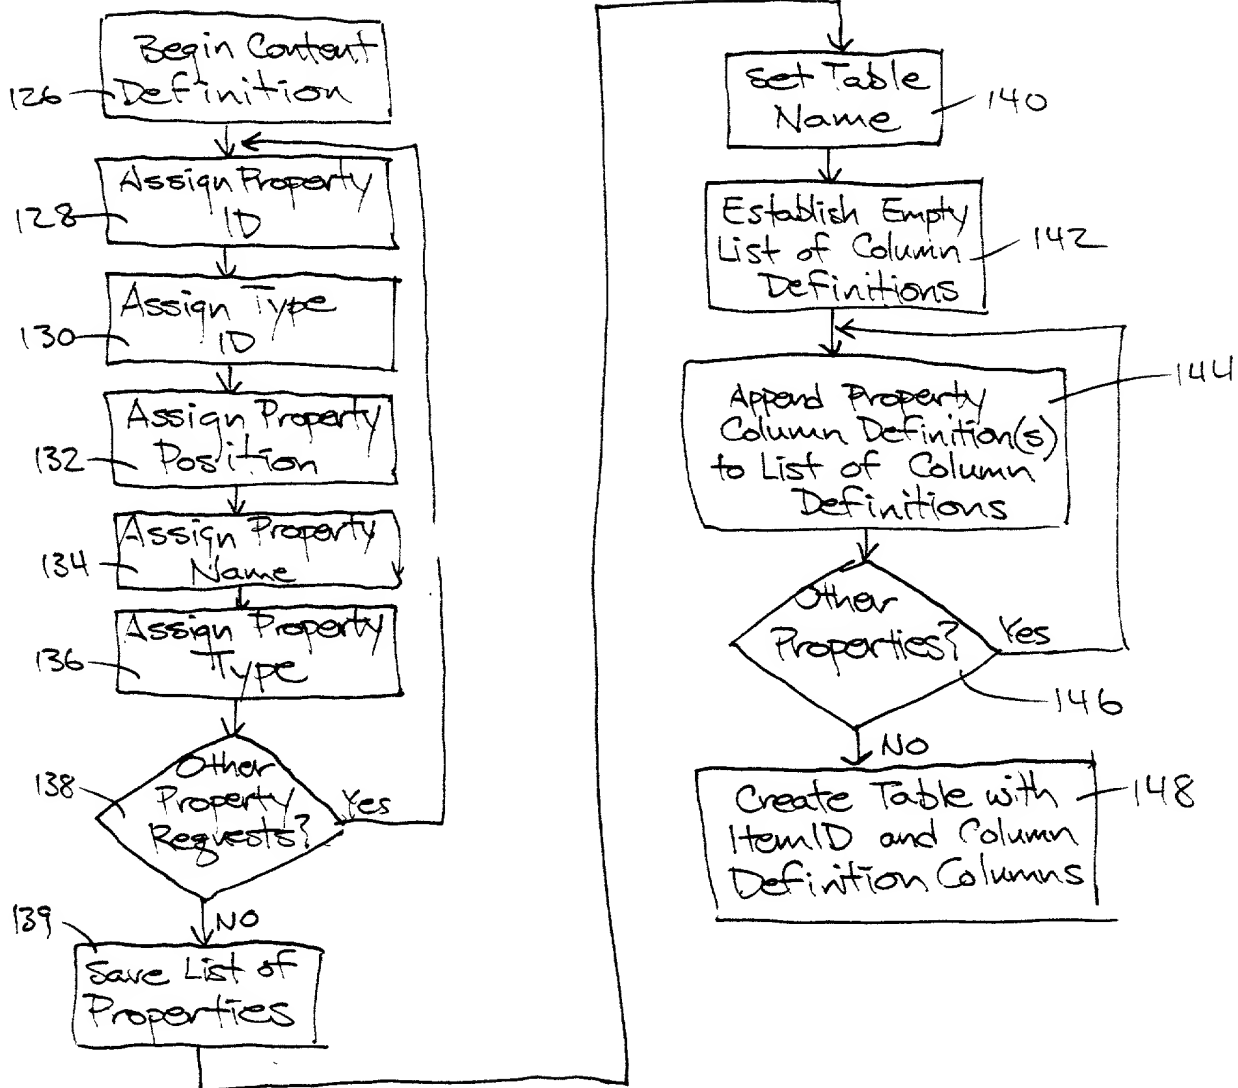 Begin Content
126
Definition
Assign Property
128
ID
Assign Type
130
ID
Assign Property
132
Position
Assign Property
134
Name
Assign Property
136
Type
138
Other
Property
Requests?
Yes
No
139
Save List of
Properties
Set Table
Name
140
Establish Empty
List of Column
Definitions
142
Append Property
Column Definition(s)
to List of Column
Definitions
144
Other
Properties?
Yes
146
No
Create Table with
ItemID and Column
Definition Columns
148